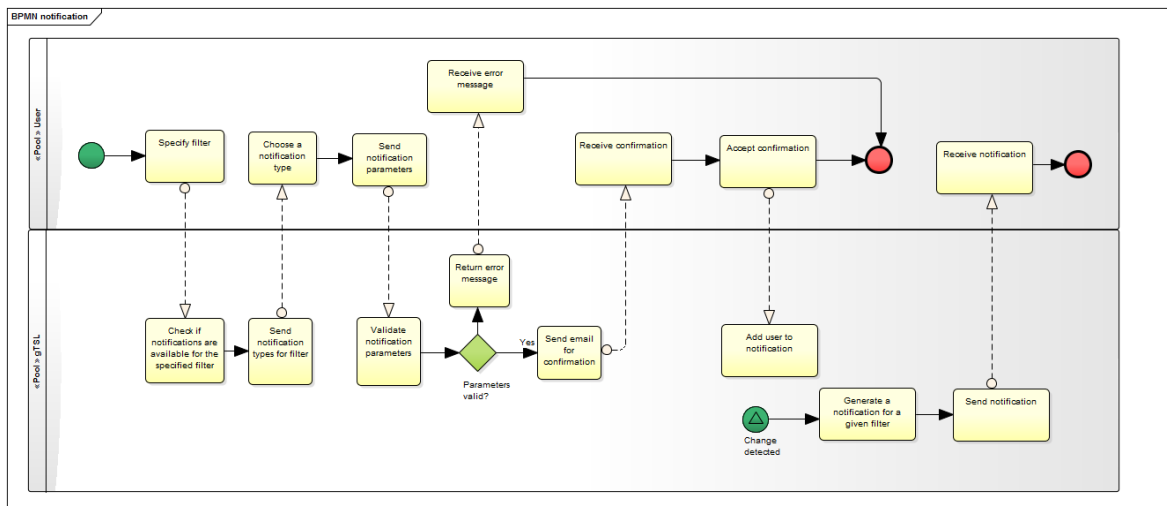 BPMN notification
«Pool» User
Receive error
message
Specify filter
Choose a
notification
type
Send
notification
parameters
Receive confirmation
Accept confirmation
Receive notification
«Pool» gTSL
Return error
message
Check if
notifications are
available for the
specified filter
Send
notification
types for filter
Validate
notification
parameters
Parameters
valid?
Yes
Send email
for
confirmation
Add user to
notification
Change
detected
Generate a
notification for a
given filter
Send notification